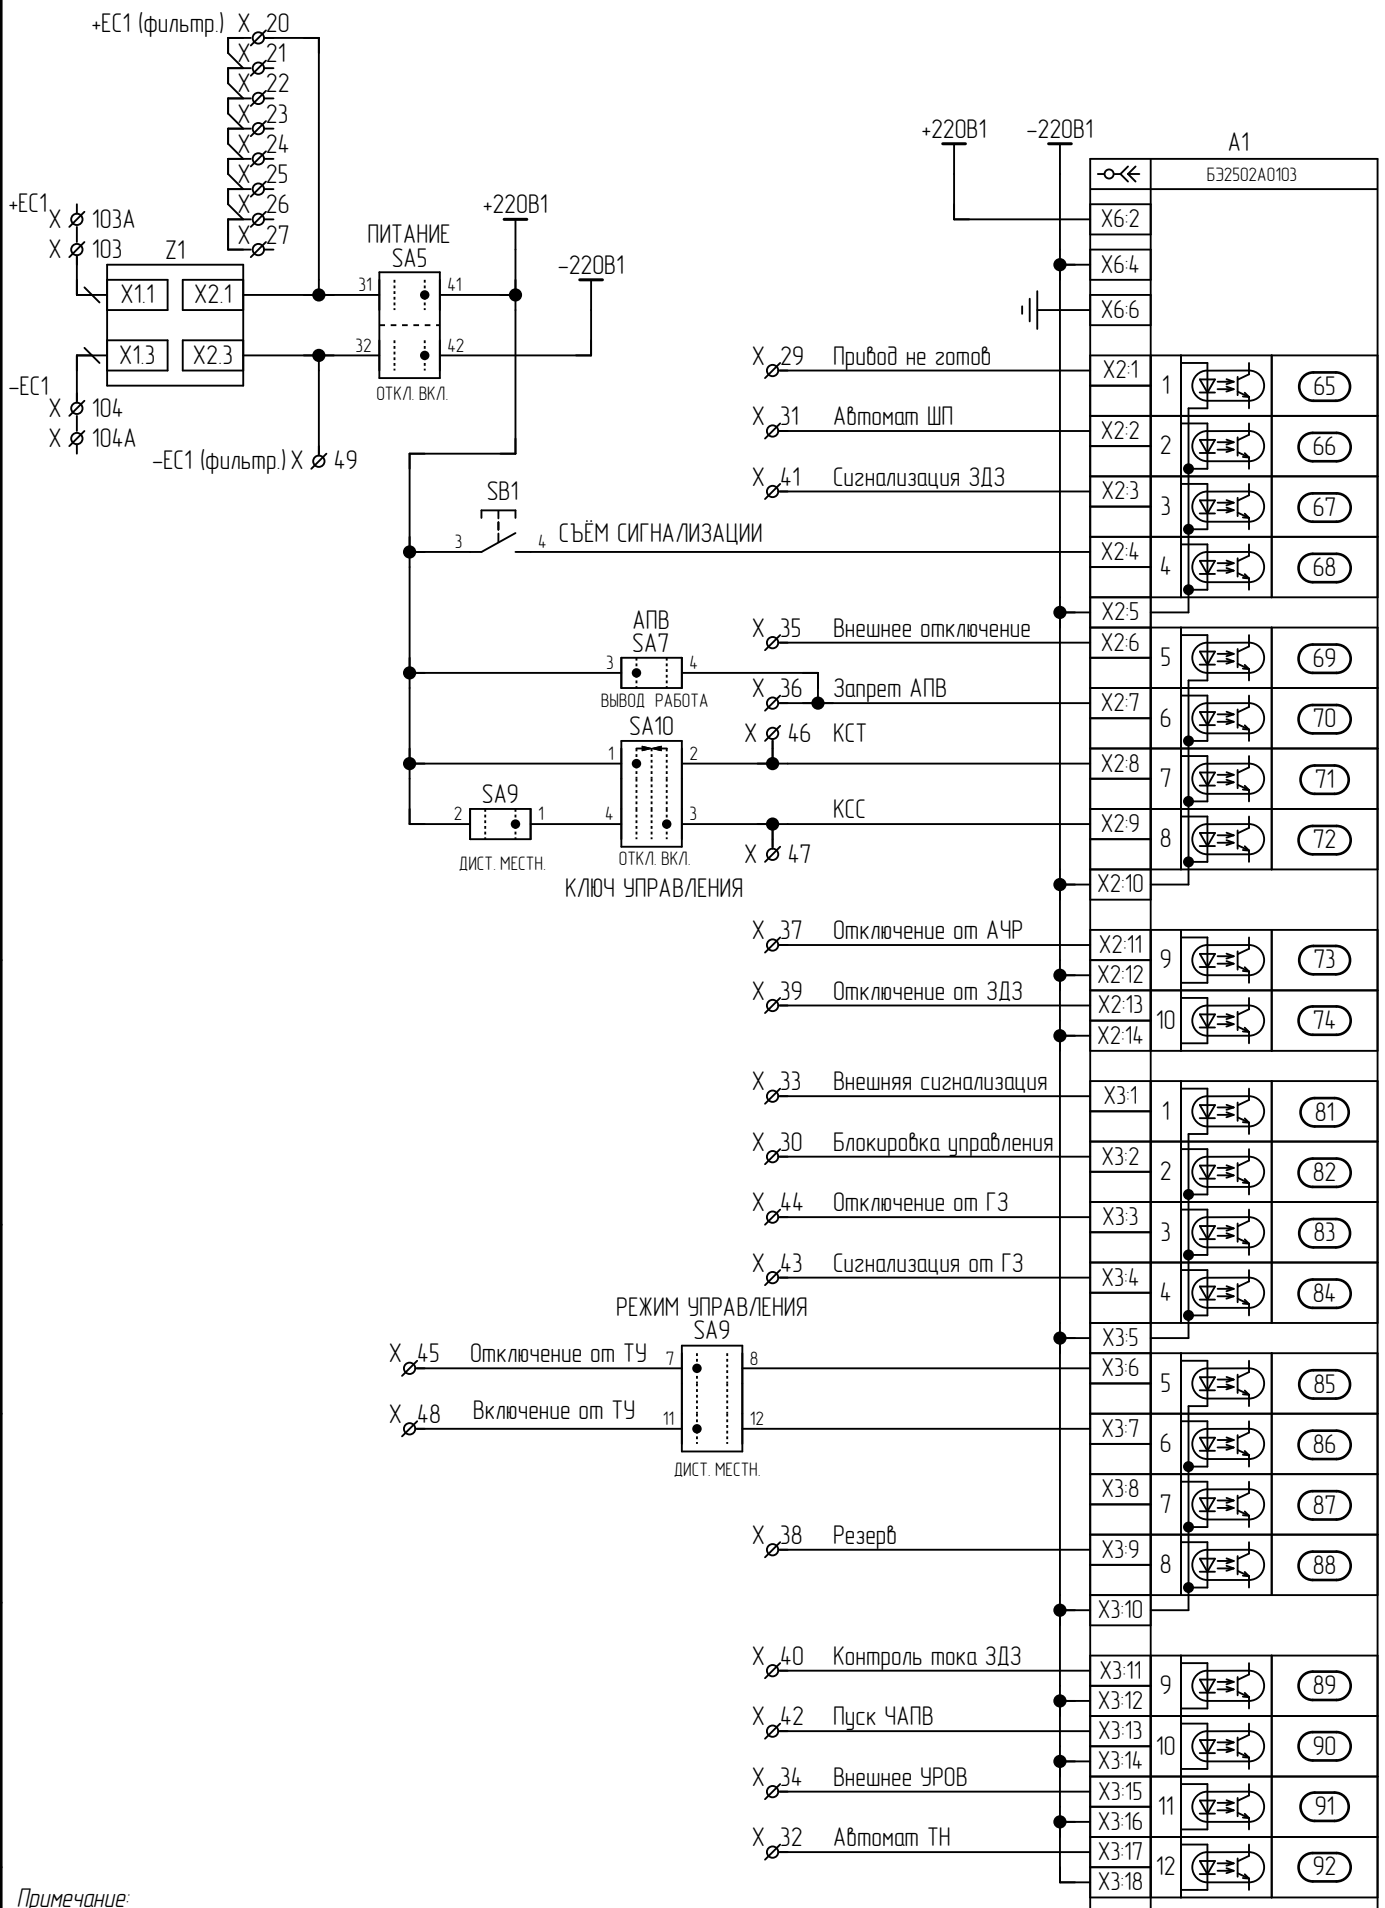 +ЕС1 (фильтр.) X 20
X 21
X 22
X 23
X 24
X 25
X 26
X 27
+ЕС1
X 103А
X 103
Z1
X1.1 X2.1
X1.3 X2.3
-ЕС1
X 104
X 104А
-ЕС1 (фильтр.) X 49
ПИТАНИЕ
SA5
31 41
32 42
ОТКЛ. ВКЛ.
+220В1
-220В1
+220В1 -220В1
А1
БЭ2502А0103
X6:2
X6:4
X6:6
X 29 Привод не готов X2:1 1 65
X 31 Автомат ШП X2:2 2 66
X 41 Сигнализация ЗДЗ X2:3 3 67
SB1
3 4 СЪЁМ СИГНАЛИЗАЦИИ X2:4 4 68
X2:5
X 35 Внешнее отключение X2:6 5 69
АПВ
SA7
3 4
ВЫВОД РАБОТА
X 36 Запрет АПВ X2:7 6 70
SA10
X 46 КСТ
1 2 X2:8 7 71
SA9
2 1
ДИСТ. МЕСТН.
4 3 КСС X2:9 8 72
X 47
ОТКЛ. ВКЛ.
КЛЮЧ УПРАВЛЕНИЯ
X2:10
X 37 Отключение от АЧР X2:11 9 73
X2:12
X 39 Отключение от ЗДЗ X2:13 10 74
X2:14
X 33 Внешняя сигнализация X3:1 1 81
X 30 Блокировка управления X3:2 2 82
X 44 Отключение от ГЗ X3:3 3 83
X 43 Сигнализация от ГЗ X3:4 4 84
X3:5
РЕЖИМ УПРАВЛЕНИЯ
SA9
X 45 Отключение от ТУ 7 8 X3:6 5 85
X 48 Включение от ТУ 11 12 X3:7 6 86
ДИСТ. МЕСТН.
X3:8 7 87
X 38 Резерв X3:9 8 88
X3:10
X 40 Контроль тока ЗДЗ X3:11 9 89
X3:12
X 42 Пуск ЧАПВ X3:13 10 90
X3:14
X 34 Внешнее УРОВ X3:15 11 91
X3:16
X 32 Автомат ТН X3:17 12 92
X3:18
Примечание: